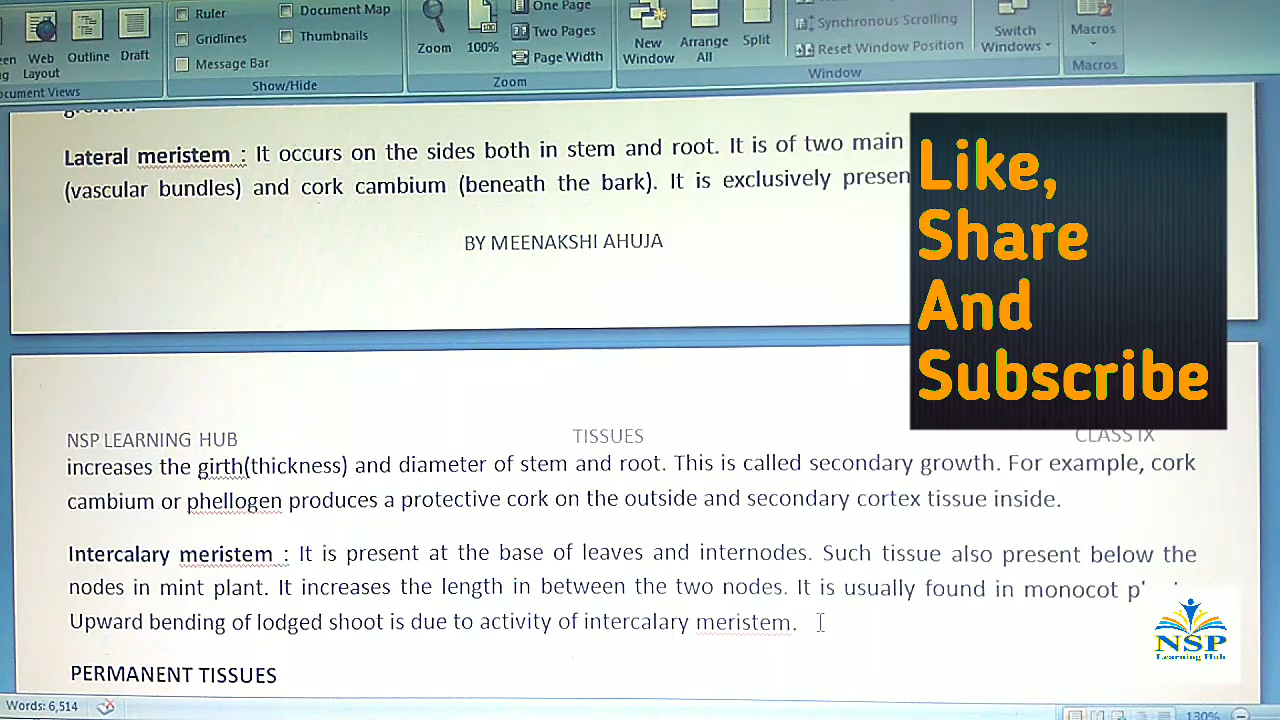 Ruler
Document Map
One Page
Synchronous Scrolling
Web Layout
Outline
Draft
Gridlines
Thumbnails
Zoom
100%
Two Pages
New Window
Arrange All
Split
Reset Window Position
Switch Windows
Macros
Message Bar
Page Width
Show/Hide
Zoom
Window
Macros
Lateral meristem : It occurs on the sides both in stem and root. It is of two main
(vascular bundles) and cork cambium (beneath the bark). It is exclusively
BY MEENAKSHI AHUJA
Like,
Share
And
Subscribe
NSP LEARNING HUB TISSUES CLASS IX
increases the girth(thickness) and diameter of stem and root. This is called secondary growth. For example, cork
cambium or phellogen produces a protective cork on the outside and secondary cortex tissue inside.
Intercalary meristem : It is present at the base of leaves and internodes. Such tissue also present below the
nodes in mint plant. It increases the length in between the two nodes. It is usually found in monocot
Upward bending of lodged shoot is due to activity of intercalary meristem.
NSP
Learning Hub
PERMANENT TISSUES
Words: 6,514
130%